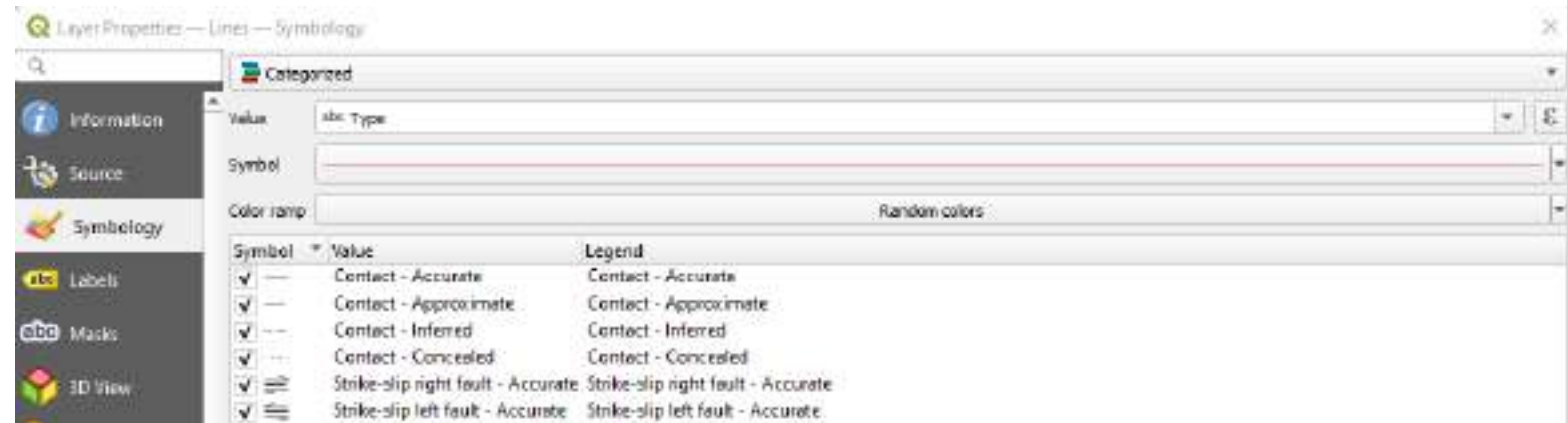 Layer Properties — Lines — Symbology
Categorized
Information
Value abc Type ε
Source
Symbol
Color ramp Random colors
Symbology
Symbol Value Legend
abc Labels
Contact - Accurate Contact - Accurate
Contact - Approximate Contact - Approximate
abc Masks
Contact - Inferred Contact - Inferred
Contact - Concealed Contact - Concealed
3D View
Strike-slip right fault - Accurate Strike-slip right fault - Accurate
Strike-slip left fault - Accurate Strike-slip left fault - Accurate